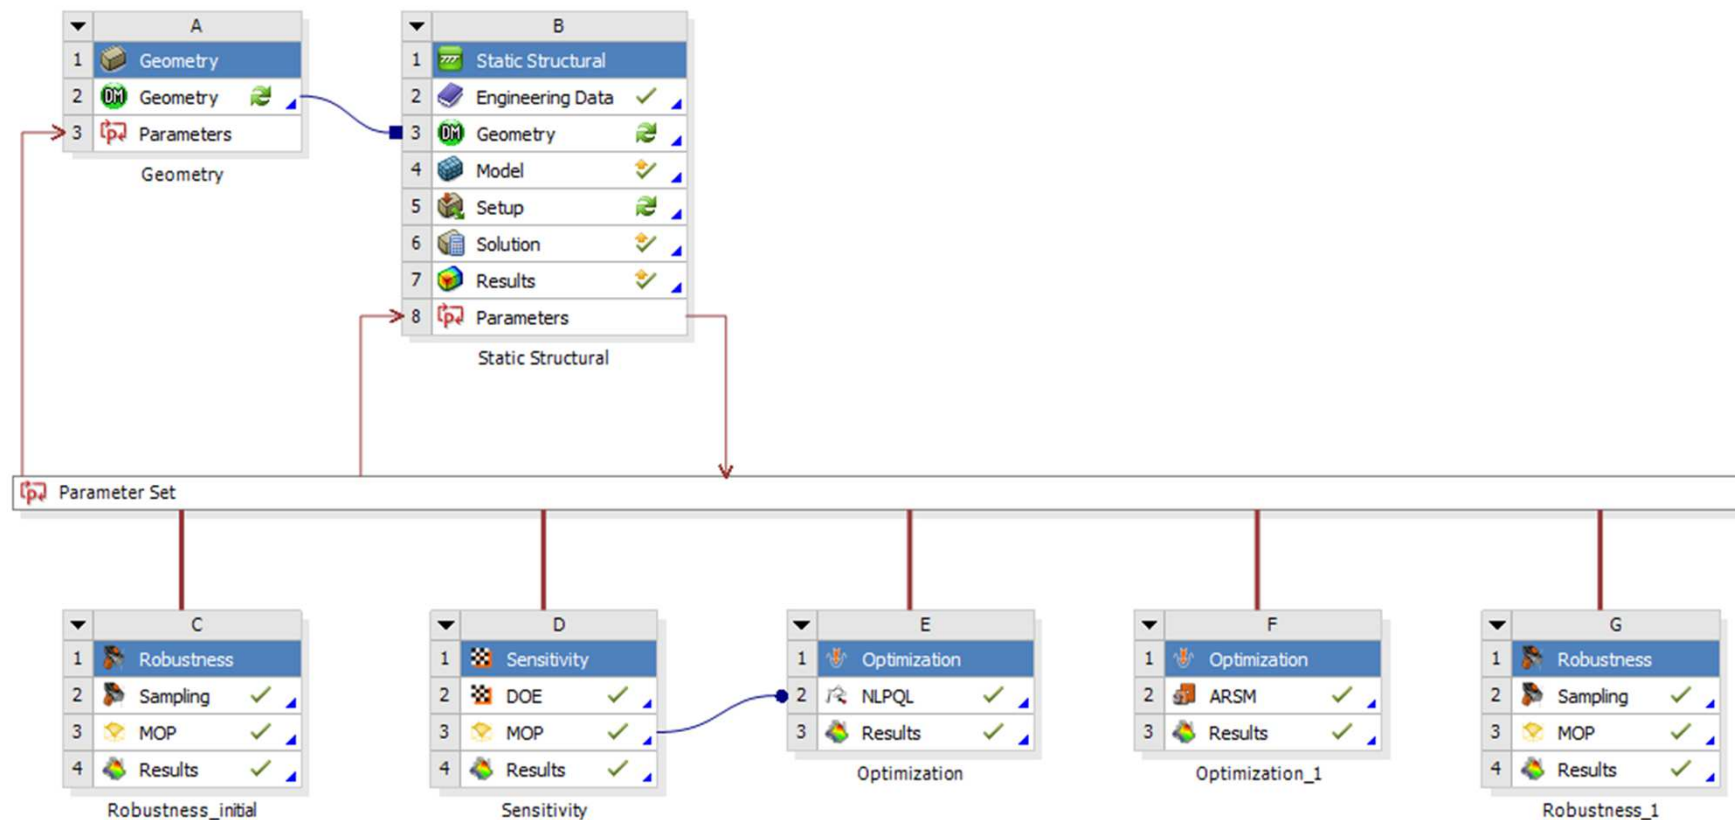 A
1 Geometry
2 DM Geometry
3 Parameters
Geometry
B
1 Static Structural
2 Engineering Data
3 DM Geometry
4 Model
5 Setup
6 Solution
7 Results
8 Parameters
Static Structural
Parameter Set
C
1 Robustness
2 Sampling
3 MOP
4 Results
Robustness_initial
D
1 Sensitivity
2 DOE
3 MOP
4 Results
Sensitivity
E
1 Optimization
2 NLPQL
3 Results
Optimization
F
1 Optimization
2 ARSM
3 Results
Optimization_1
G
1 Robustness
2 Sampling
3 MOP
4 Results
Robustness_1